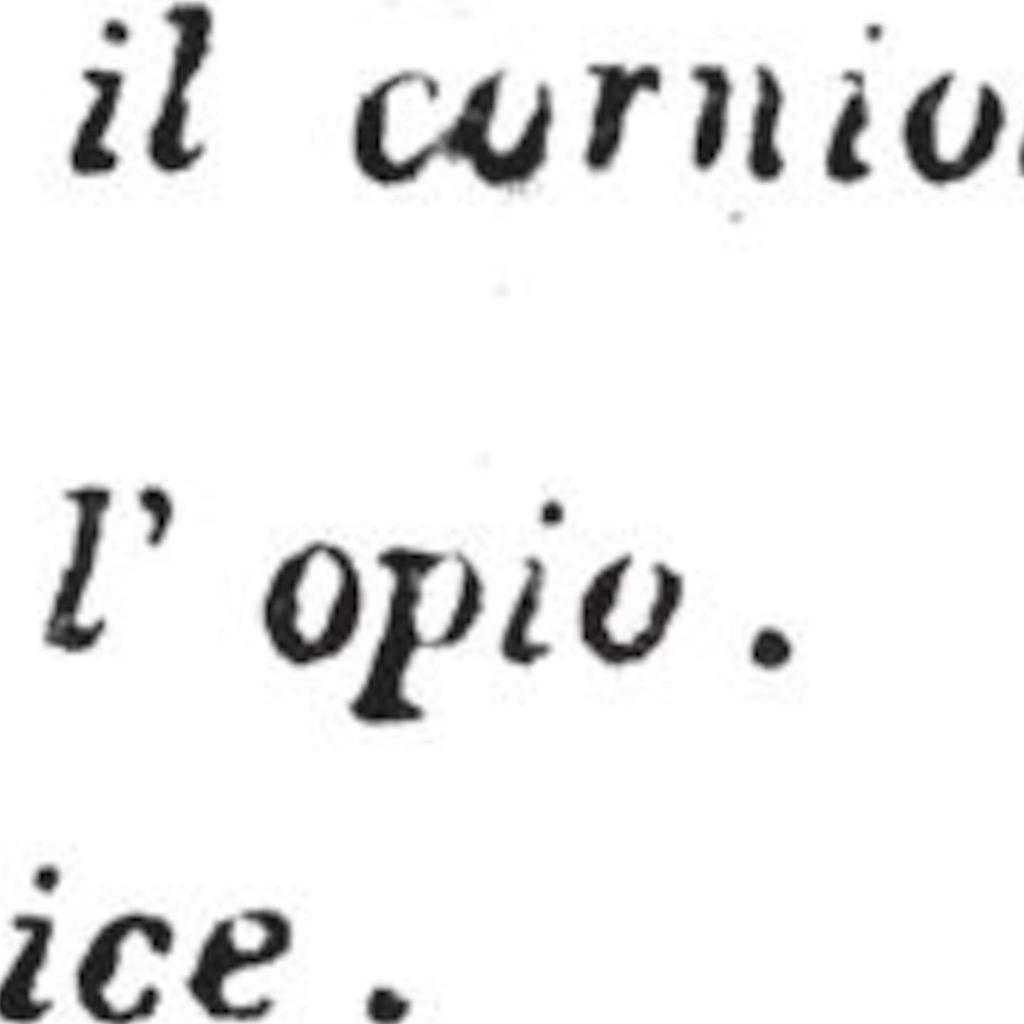 il cornio
l' opio .
ice .